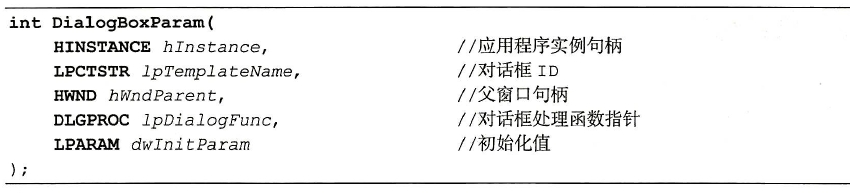 int DialogBoxParam(
HINSTANCE hInstance, //应用程序实例句柄
LPCTSTR lpTemplateName, //对话框 ID
HWND hWndParent, //父窗口句柄
DLGPROC lpDialogFunc, //对话框处理函数指针
LPARAM dwInitParam //初始化值
);